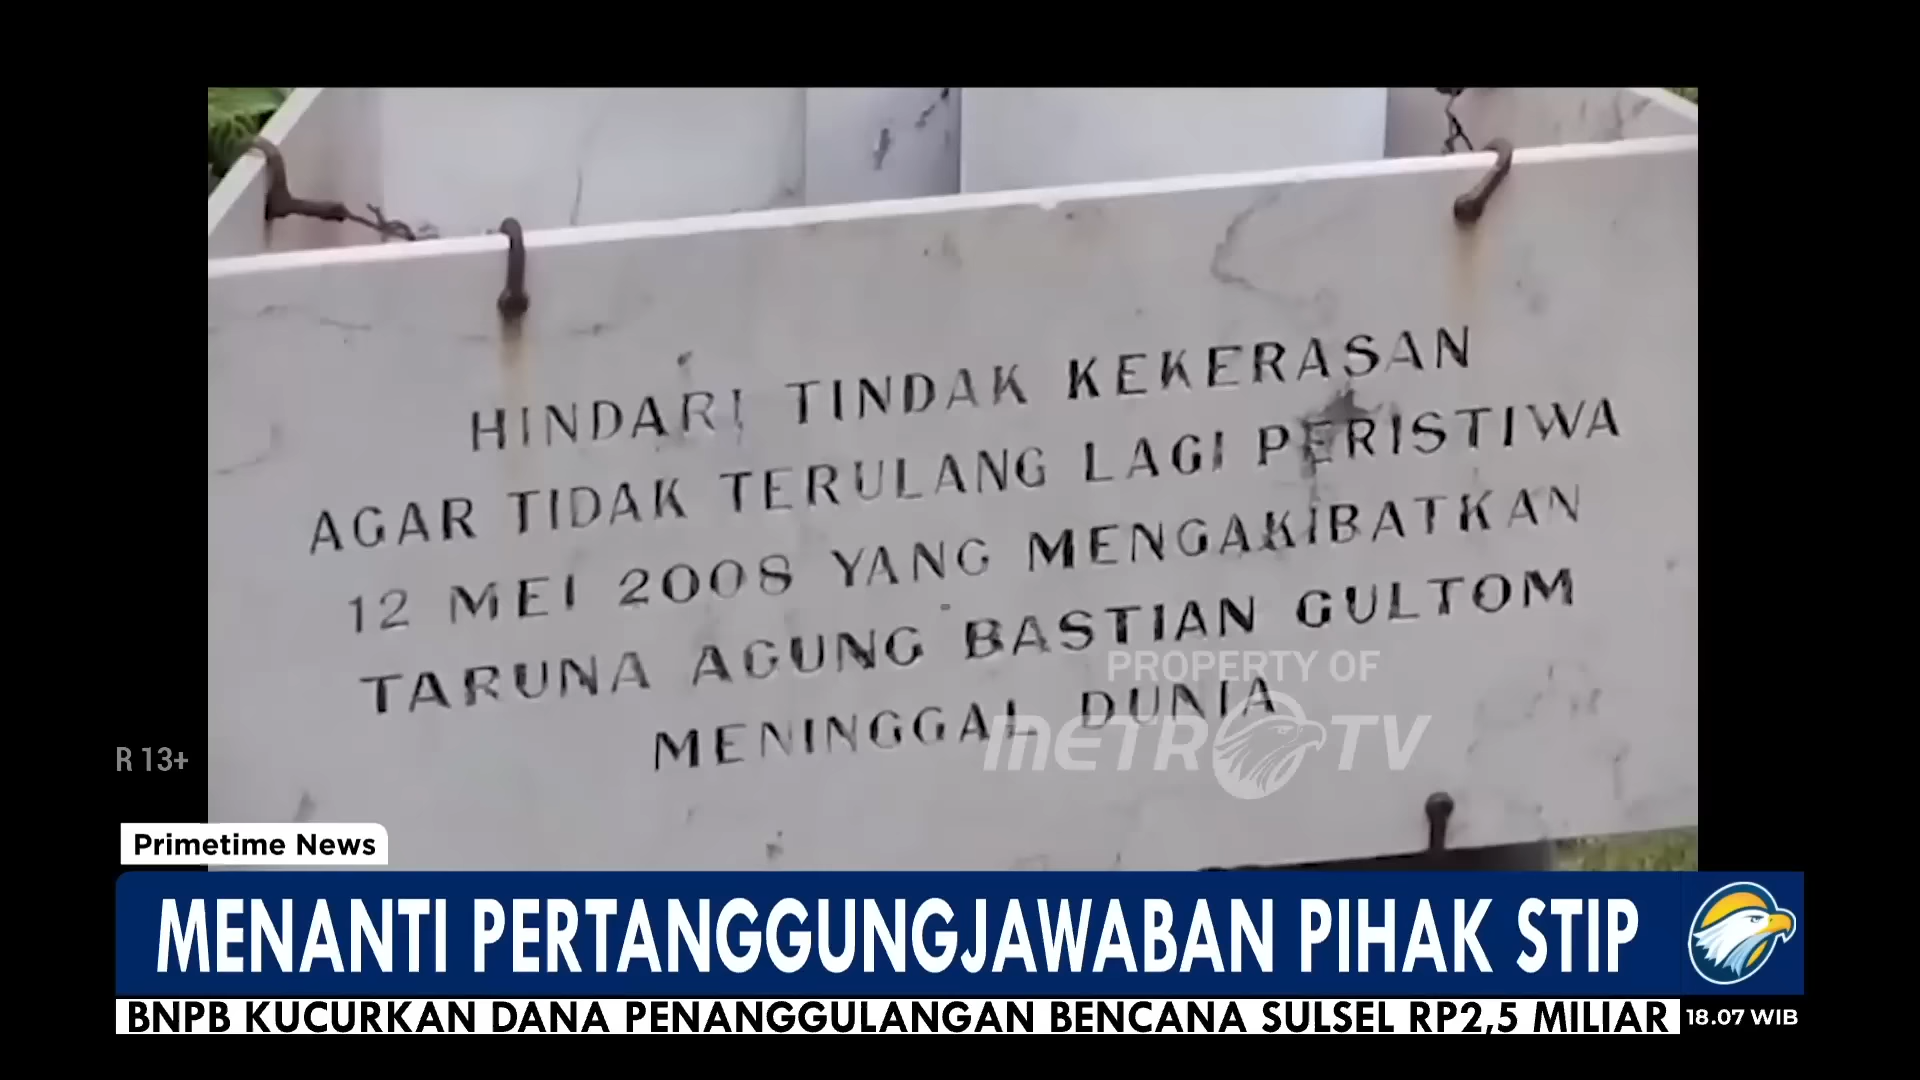 HINDARI TINDAK KEKERASAN
AGAR TIDAK TERULANG LAGI PERISTIWA
12 MEI 2008 YANG MENGAKIBATKAN
TARUNA AGUNG BASTIAN GULTOM
MENINGGAL DUNIA
PROPERTY OF
METRO TV
R 13+
Primetime News
MENANTI PERTANGGUNGJAWABAN PIHAK STIP
BNPB KUCURKAN DANA PENANGGULANGAN BENCANA SULSEL RP2,5 MILIAR
18.07 WIB